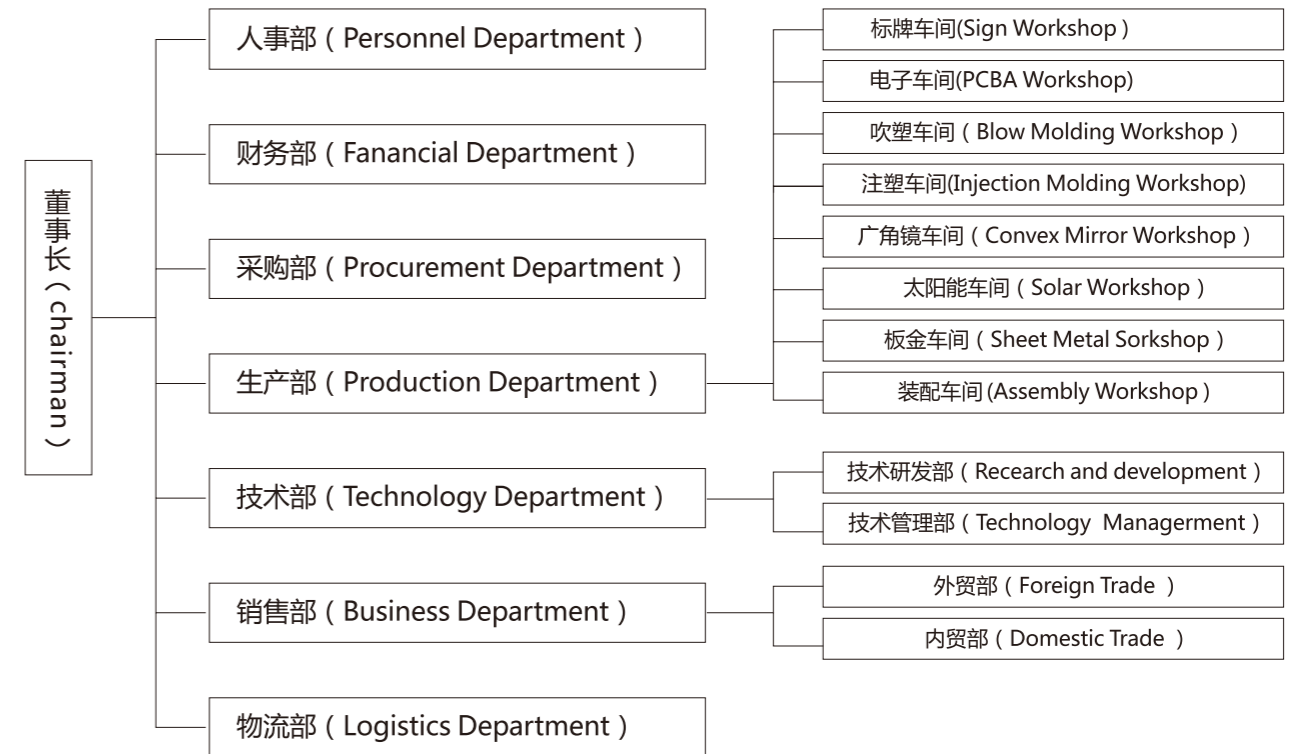 董事长（chairman）
人事部（Personnel Department）
财务部（Fanancial Department）
采购部（Procurement Department）
生产部（Production Department）
技术部（Technology Department）
销售部（Business Department）
物流部（Logistics Department）
标牌车间(Sign Workshop）
电子车间(PCBA Workshop)
吹塑车间（Blow Molding Workshop）
注塑车间(Injection Molding Workshop)
广角镜车间（Convex Mirror Workshop）
太阳能车间（Solar Workshop）
板金车间（Sheet Metal Sorkshop）
装配车间(Assembly Workshop）
技术研发部（Recearch and development）
技术管理部（Technology Managerment）
外贸部（Foreign Trade ）
内贸部（Domestic Trade ）